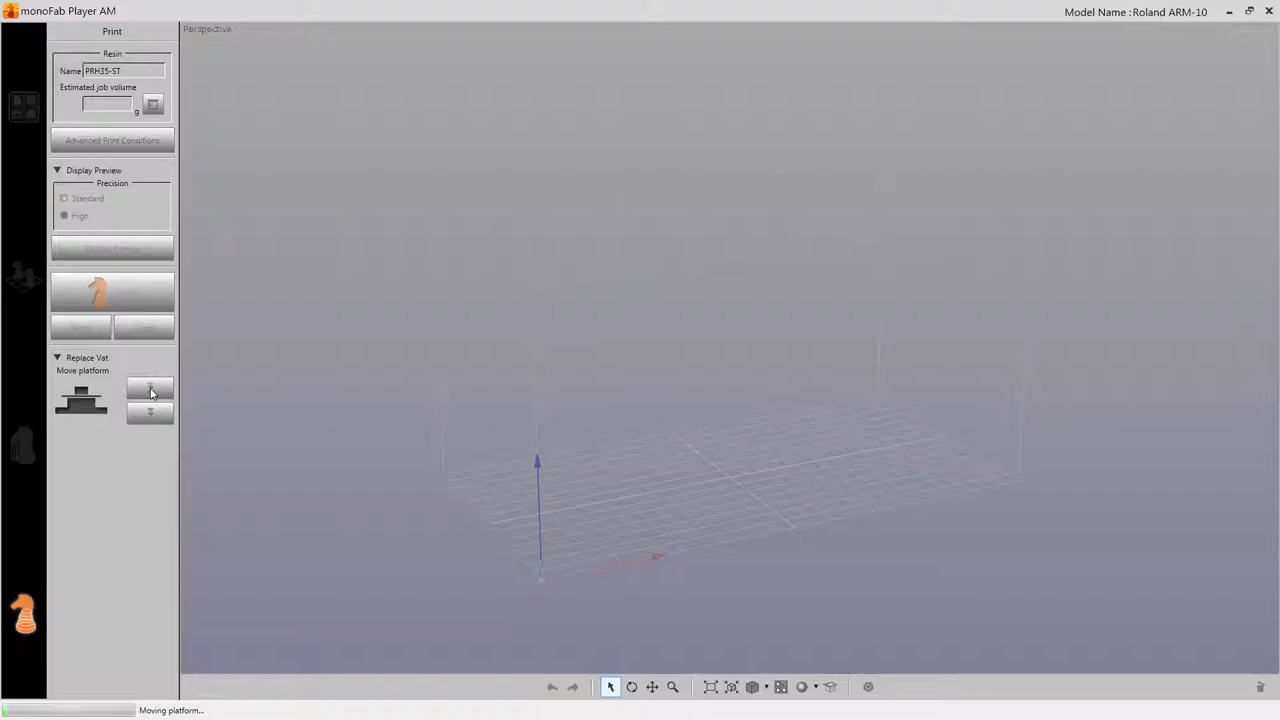 monoFab Player AM
Model Name :Roland ARM-10
Print
Perspective
Resin
Name PRH35-ST
Estimated job volume
g
Advanced Print Conditions
Display Preview
Precision
Standard
High
Replace Vat
Move platform
Moving platform...